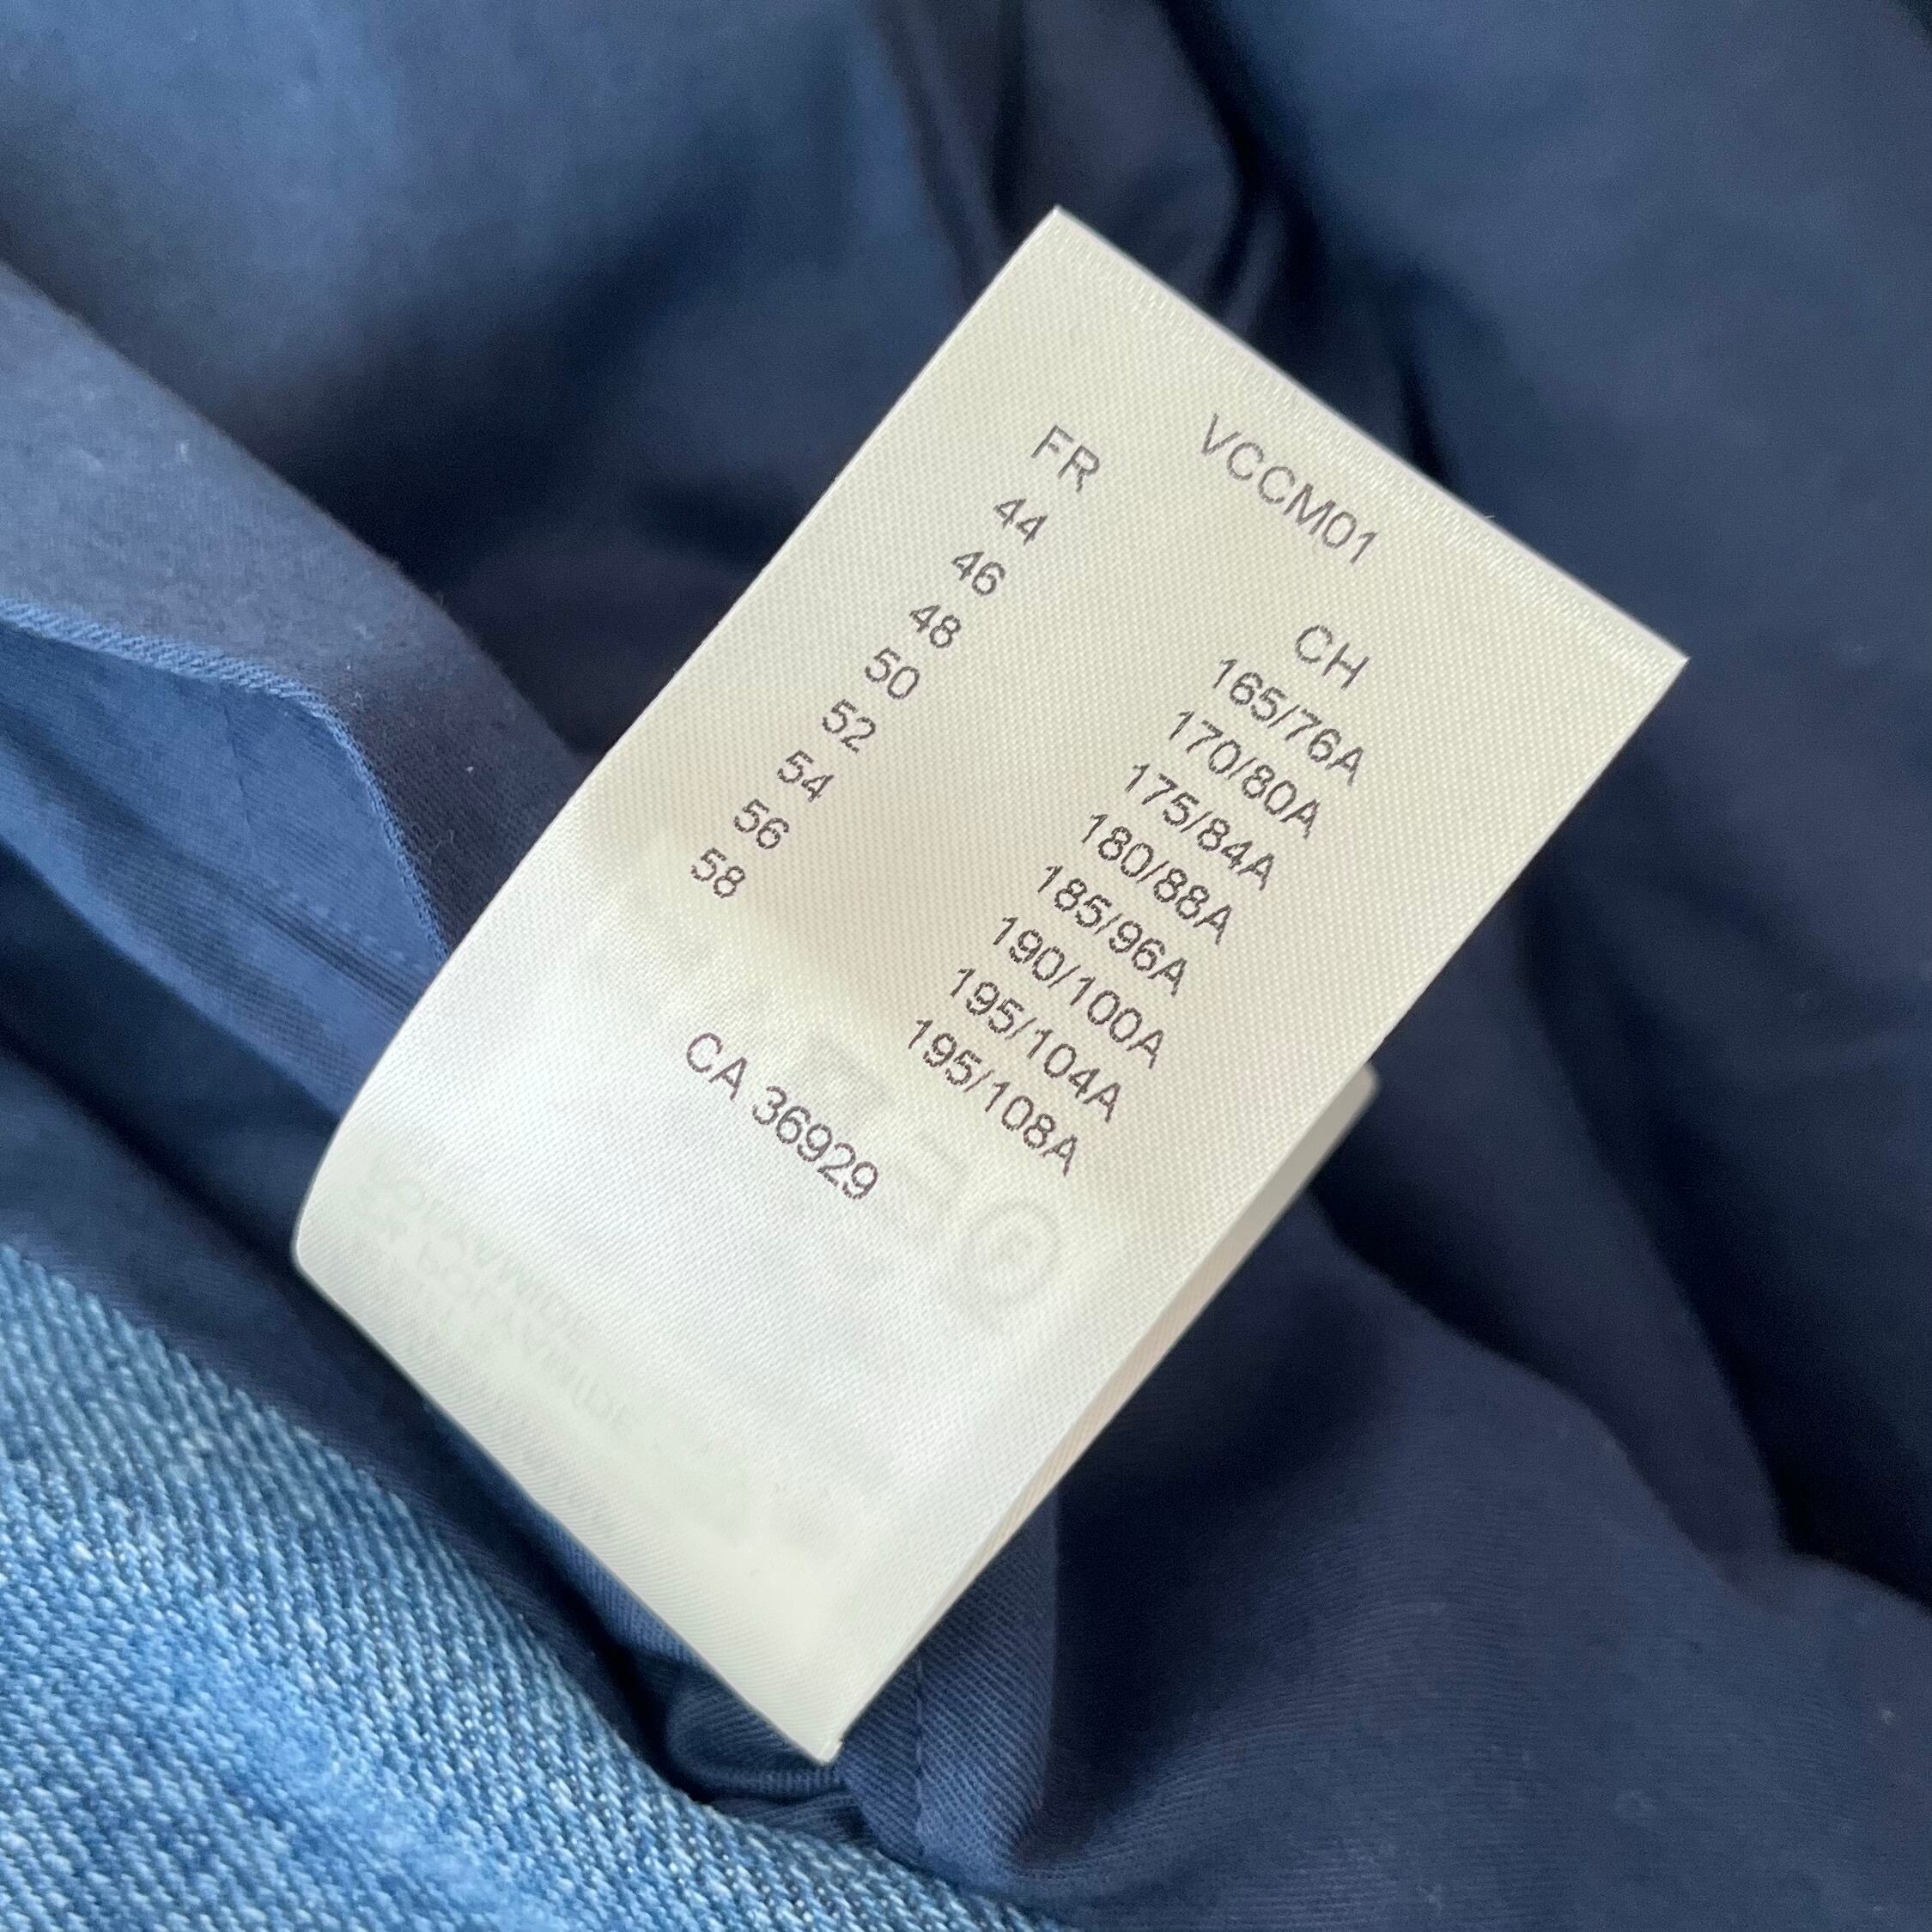 VCCM01
FR CH
44 165/76A
46 170/80A
48 175/84A
50 180/88A
52 185/96A
54 190/100A
56 195/104A
58 195/108A
CA 36929